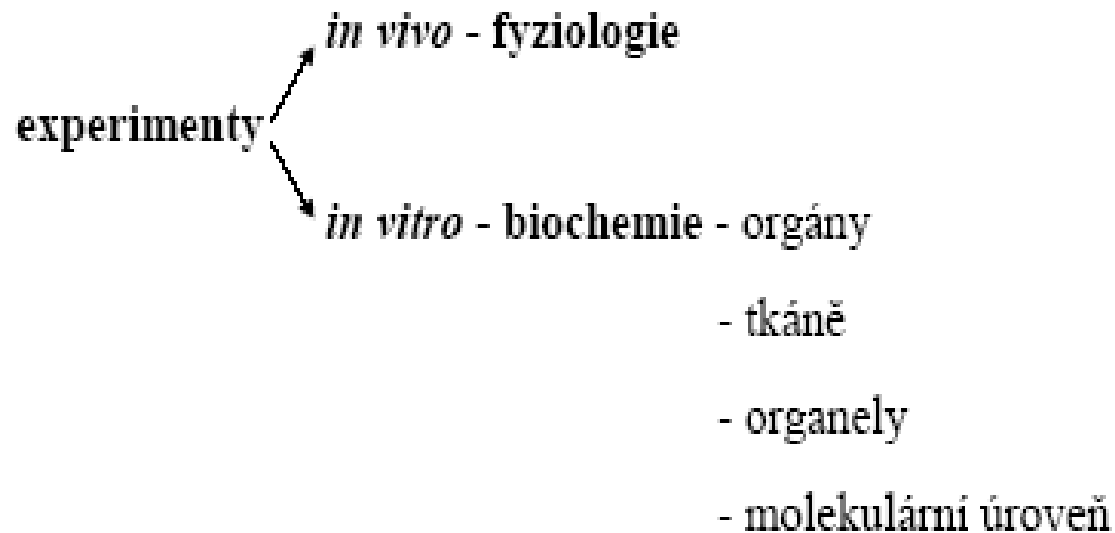 in vivo - fyziologie
experimenty
in vitro - biochemie - orgány
- tkáně
- organely
- molekulární úroveň